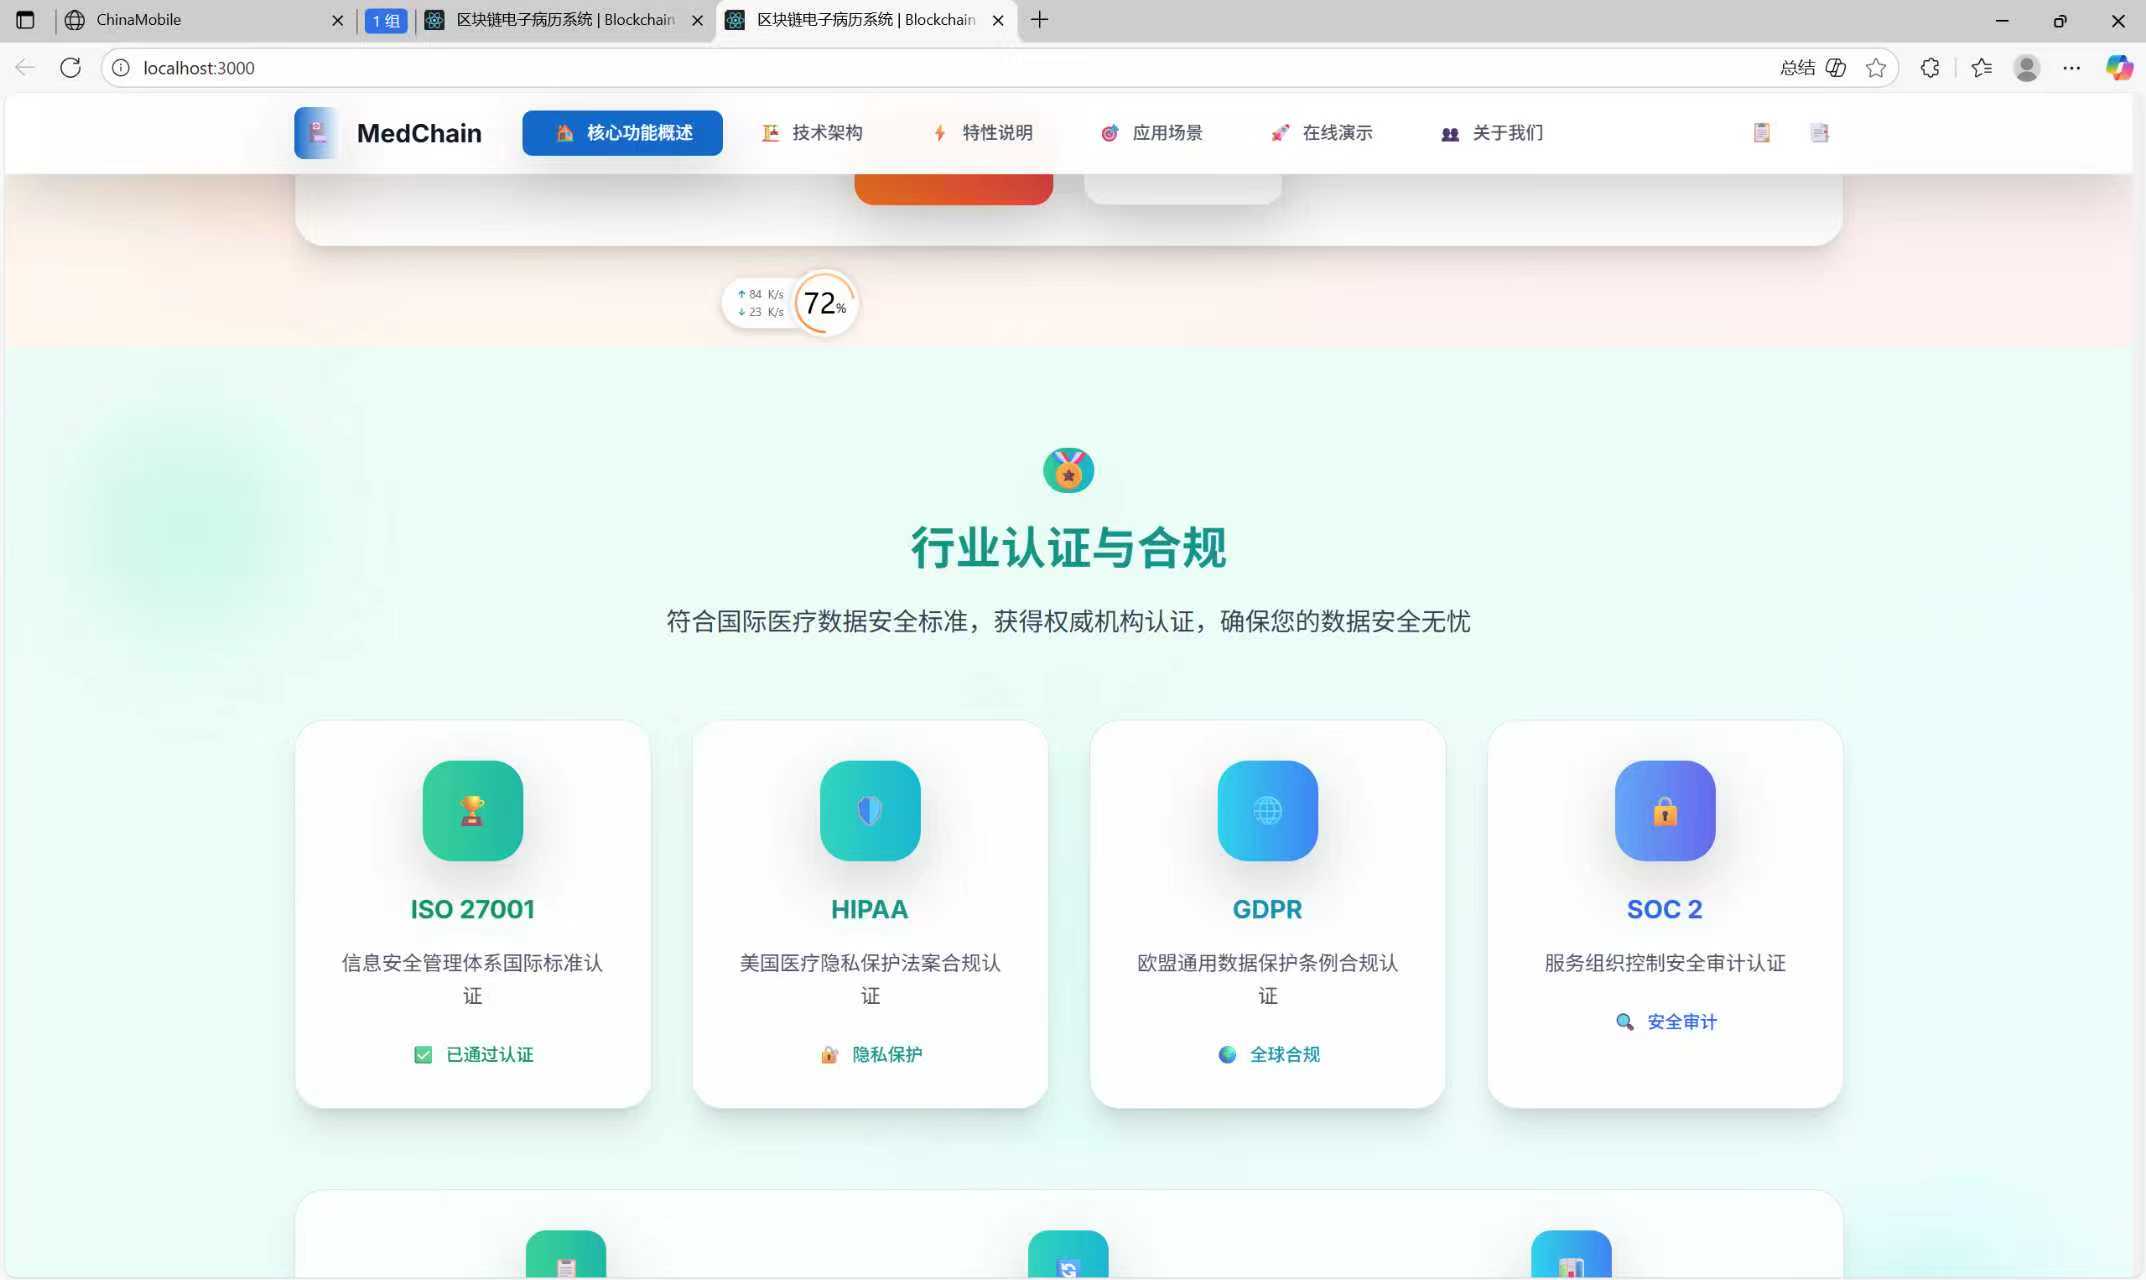 ChinaMobile
1 组
区块链电子病历系统 | Blockchain
区块链电子病历系统 | Blockchain
localhost:3000
总结
MedChain
核心功能概述
技术架构
特性说明
应用场景
在线演示
关于我们
↑ 84 K/s
↓ 23 K/s
72%
行业认证与合规
符合国际医疗数据安全标准，获得权威机构认证，确保您的数据安全无忧
ISO 27001
信息安全管理体系国际标准认
证
已通过认证
HIPAA
美国医疗隐私保护法案合规认
证
隐私保护
GDPR
欧盟通用数据保护条例合规认
证
全球合规
SOC 2
服务组织控制安全审计认证
安全审计